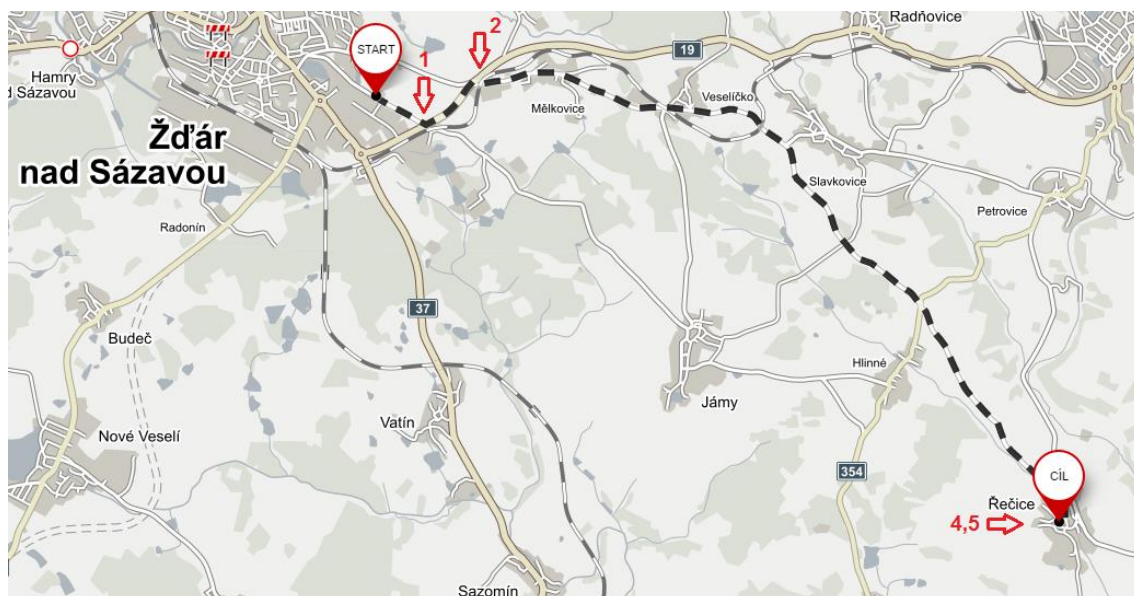 Radňovice
START
2
19
1
Hamry
d Sázavou
Mělkovice
Veselíčko
Žďár
nad Sázavou
Slavkovice
Petrovice
Radonín
37
Budeč
Hlinné
Jámy
Vatín
Nové Veselí
354
CÍL
Řečice
4,5
Sazomín